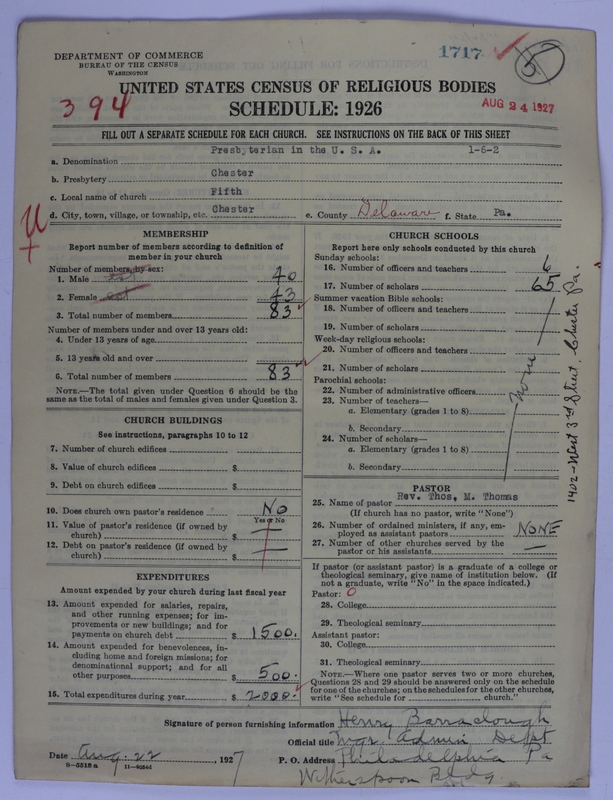 DEPARTMENT OF COMMERCE
BUREAU OF THE CENSUS
WASHINGTON
1717
5
394
UNITED STATES CENSUS OF RELIGIOUS BODIES
SCHEDULE: 1926
AUG 24 1927
FILL OUT A SEPARATE SCHEDULE FOR EACH CHURCH. SEE INSTRUCTIONS ON THE BACK OF THIS SHEET
a. Denomination Presbyterian in the U. S. A. 1-6-2
b. Presbytery Chester
c. Local name of church Fifth
d. City, town, village, or township, etc. Chester e. County Delaware f. State Pa.
MEMBERSHIP
Report number of members according to definition of
member in your church
Number of members, by sex:
1. Male 40
2. Female 43
3. Total number of members 83
Number of members under and over 13 years old:
4. Under 13 years of age
5. 13 years old and over
6. Total number of members 83
NOTE.—The total given under Question 6 should be the
same as the total of males and females given under Question 3.
CHURCH BUILDINGS
See instructions, paragraphs 10 to 12
7. Number of church edifices
8. Value of church edifices $
9. Debt on church edifices $
10. Does church own pastor's residence No
Yes or No
11. Value of pastor's residence (if owned by
church) $
12. Debt on pastor's residence (if owned by
church) $
EXPENDITURES
Amount expended by your church during last fiscal year
13. Amount expended for salaries, repairs,
and other running expenses; for im-
provements or new buildings; and for
payments on church debt $ 1500.
14. Amount expended for benevolences, in-
cluding home and foreign missions; for
denominational support; and for all
other purposes $ 500.
15. Total expenditures during year $ 2000.
CHURCH SCHOOLS
Report here only schools conducted by this church
Sunday schools:
16. Number of officers and teachers 6
17. Number of scholars 65
Summer vacation Bible schools:
18. Number of officers and teachers
19. Number of scholars
Week-day religious schools:
20. Number of officers and teachers
21. Number of scholars
Parochial schools:
22. Number of administrative officers
23. Number of teachers—
a. Elementary (grades 1 to 8)
b. Secondary
24. Number of scholars—
a. Elementary (grades 1 to 8)
b. Secondary
None
1402-West 3rd Street Chester Pa.
PASTOR
25. Name of pastor Rev. Thos, M. Thomas
(If church has no pastor, write "None")
26. Number of ordained ministers, if any, em-
ployed as assistant pastors NONE
27. Number of other churches served by the
pastor or his assistants —
If pastor (or assistant pastor) is a graduate of a college or
theological seminary, give name of institution below. (If
not a graduate, write "No" in the space indicated.)
Pastor: 0
28. College
29. Theological seminary
Assistant pastor:
30. College
31. Theological seminary
NOTE.—Where one pastor serves two or more churches,
Questions 28 and 29 should be answered only on the schedule
for one of the churches; on the schedules for the other churches,
write "See schedule for church."
Signature of person furnishing information Henry Barraclough
Official title Mgr. Admin Dept
Date Aug. 22, 1927 P. O. Address Philadelphia Pa
Witherspoon Bldg.